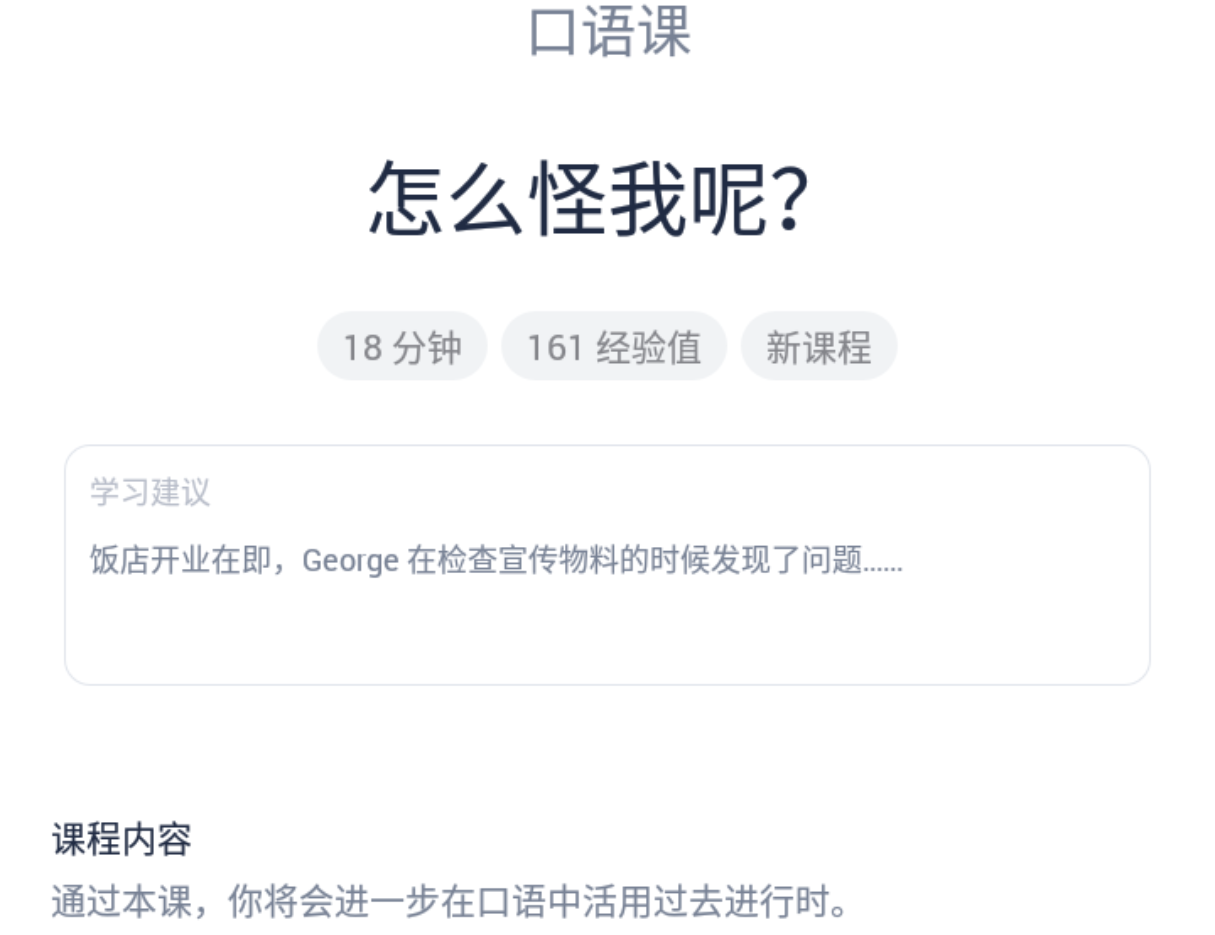 口语课
怎么怪我呢？
18 分钟
161 经验值
新课程
学习建议
饭店开业在即，George 在检查宣传物料的时候发现了问题......
课程内容
通过本课，你将会进一步在口语中活用过去进行时。